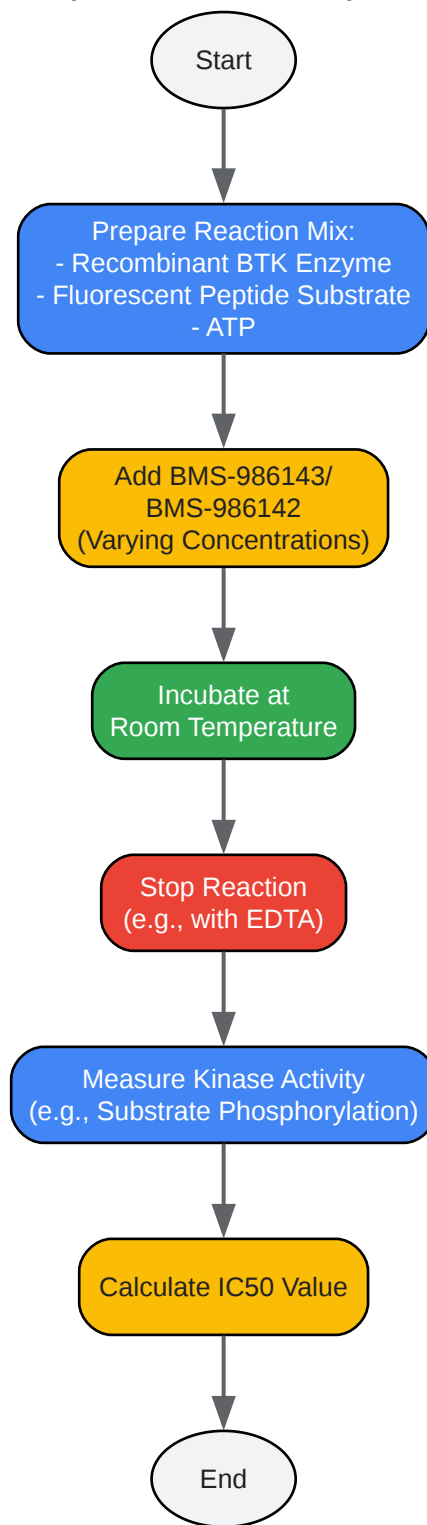 Start
Prepare Reaction Mix:
- Recombinant BTK Enzyme
- Fluorescent Peptide Substrate
- ATP
Add BMS-986143/
BMS-986142
(Varying Concentrations)
Incubate at
Room Temperature
Stop Reaction
(e.g., with EDTA)
Measure Kinase Activity
(e.g., Substrate Phosphorylation)
Calculate IC50 Value
End